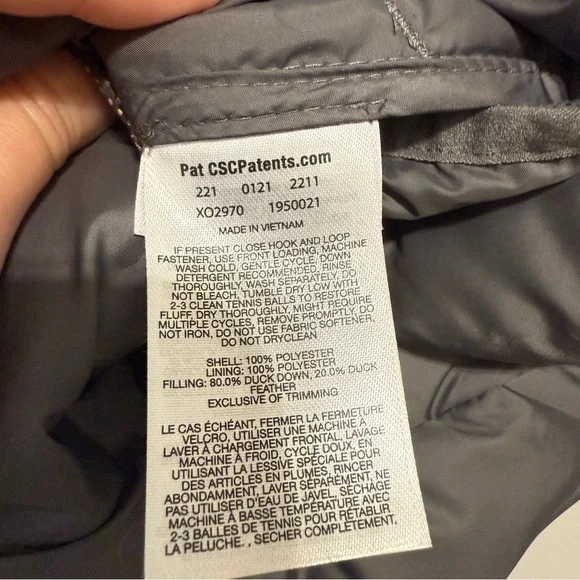 Pat CSCPatents.com
221 0121 2211
XO2970 1950021
MADE IN VIETNAM
IF PRESENT CLOSE HOOK AND LOOP
FASTENER, USE FRONT LOADING, MACHINE
WASH COLD, GENTLE CYCLE, DOWN
DETERGENT RECOMMENDED, RINSE
THOROUGHLY, WASH SEPARATELY, DO
NOT BLEACH, TUMBLE DRY LOW WITH
2-3 CLEAN TENNIS BALLS TO RESTORE
FLUFF, DRY THOROUGHLY, MIGHT REQUIRE
MULTIPLE CYCLES, REMOVE PROMPTLY, DO
NOT IRON, DO NOT USE FABRIC SOFTENER,
DO NOT DRYCLEAN
SHELL: 100% POLYESTER
LINING: 100% POLYESTER
FILLING: 80.0% DUCK DOWN, 20.0% DUCK
FEATHER
EXCLUSIVE OF TRIMMING
LE CAS ÉCHÉANT, FERMER LA FERMETURE
VELCRO, UTILISER UNE MACHINE À
LAVER À CHARGEMENT FRONTAL, LAVAGE
MACHINE À FROID, CYCLE DOUX, EN
UTILISANT LA LESSIVE SPÉCIALE POUR
DES ARTICLES EN PLUMES, RINCER
ABONDAMMENT, LAVER SÉPARÉMENT, NE
PAS UTILISER D'EAU DE JAVEL, SÉCHAGE
MACHINE À BASSE TEMPÉRATURE AVEC
2-3 BALLES DE TENNIS POUR RÉTABLIR
LA PELUCHE, , SÉCHER COMPLÈTEMENT,